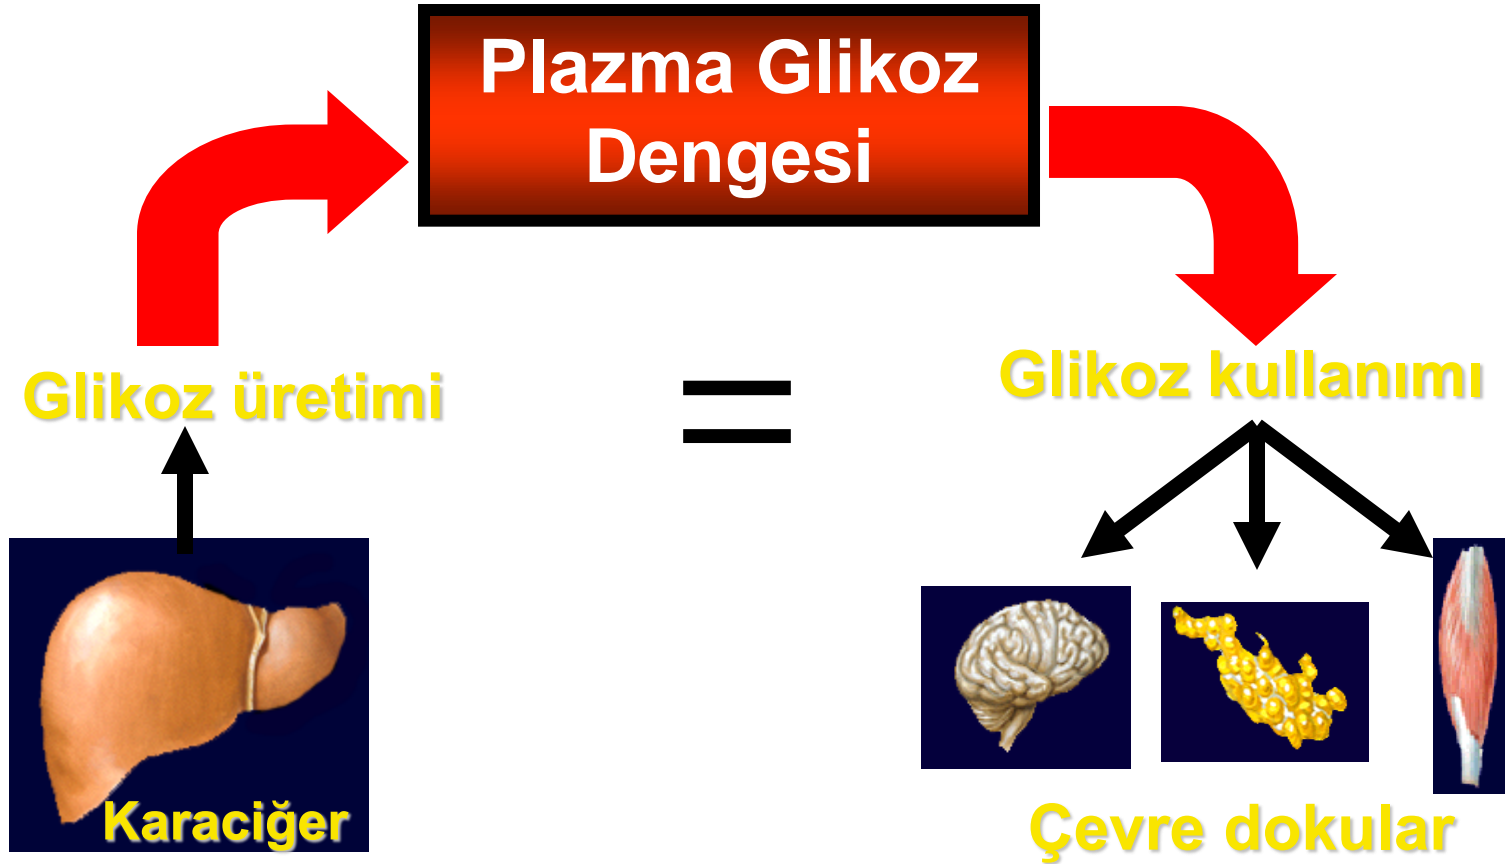 Plazma Glikoz
Dengesi
Glikoz üretimi
=
Glikoz kullanımı
Karaciğer
Çevre dokular